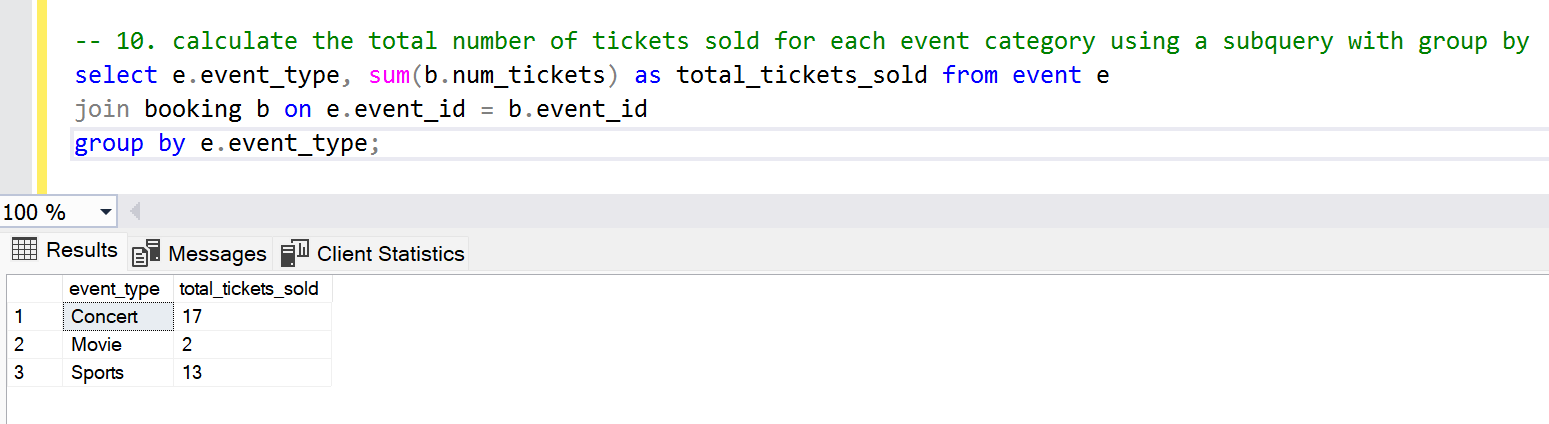 -- 10. calculate the total number of tickets sold for each event category using a subquery with group by
select e.event_type, sum(b.num_tickets) as total_tickets_sold from event e
join booking b on e.event_id = b.event_id
group by e.event_type;
100 %
Results Messages Client Statistics
event_type total_tickets_sold
1 Concert 17
2 Movie 2
3 Sports 13